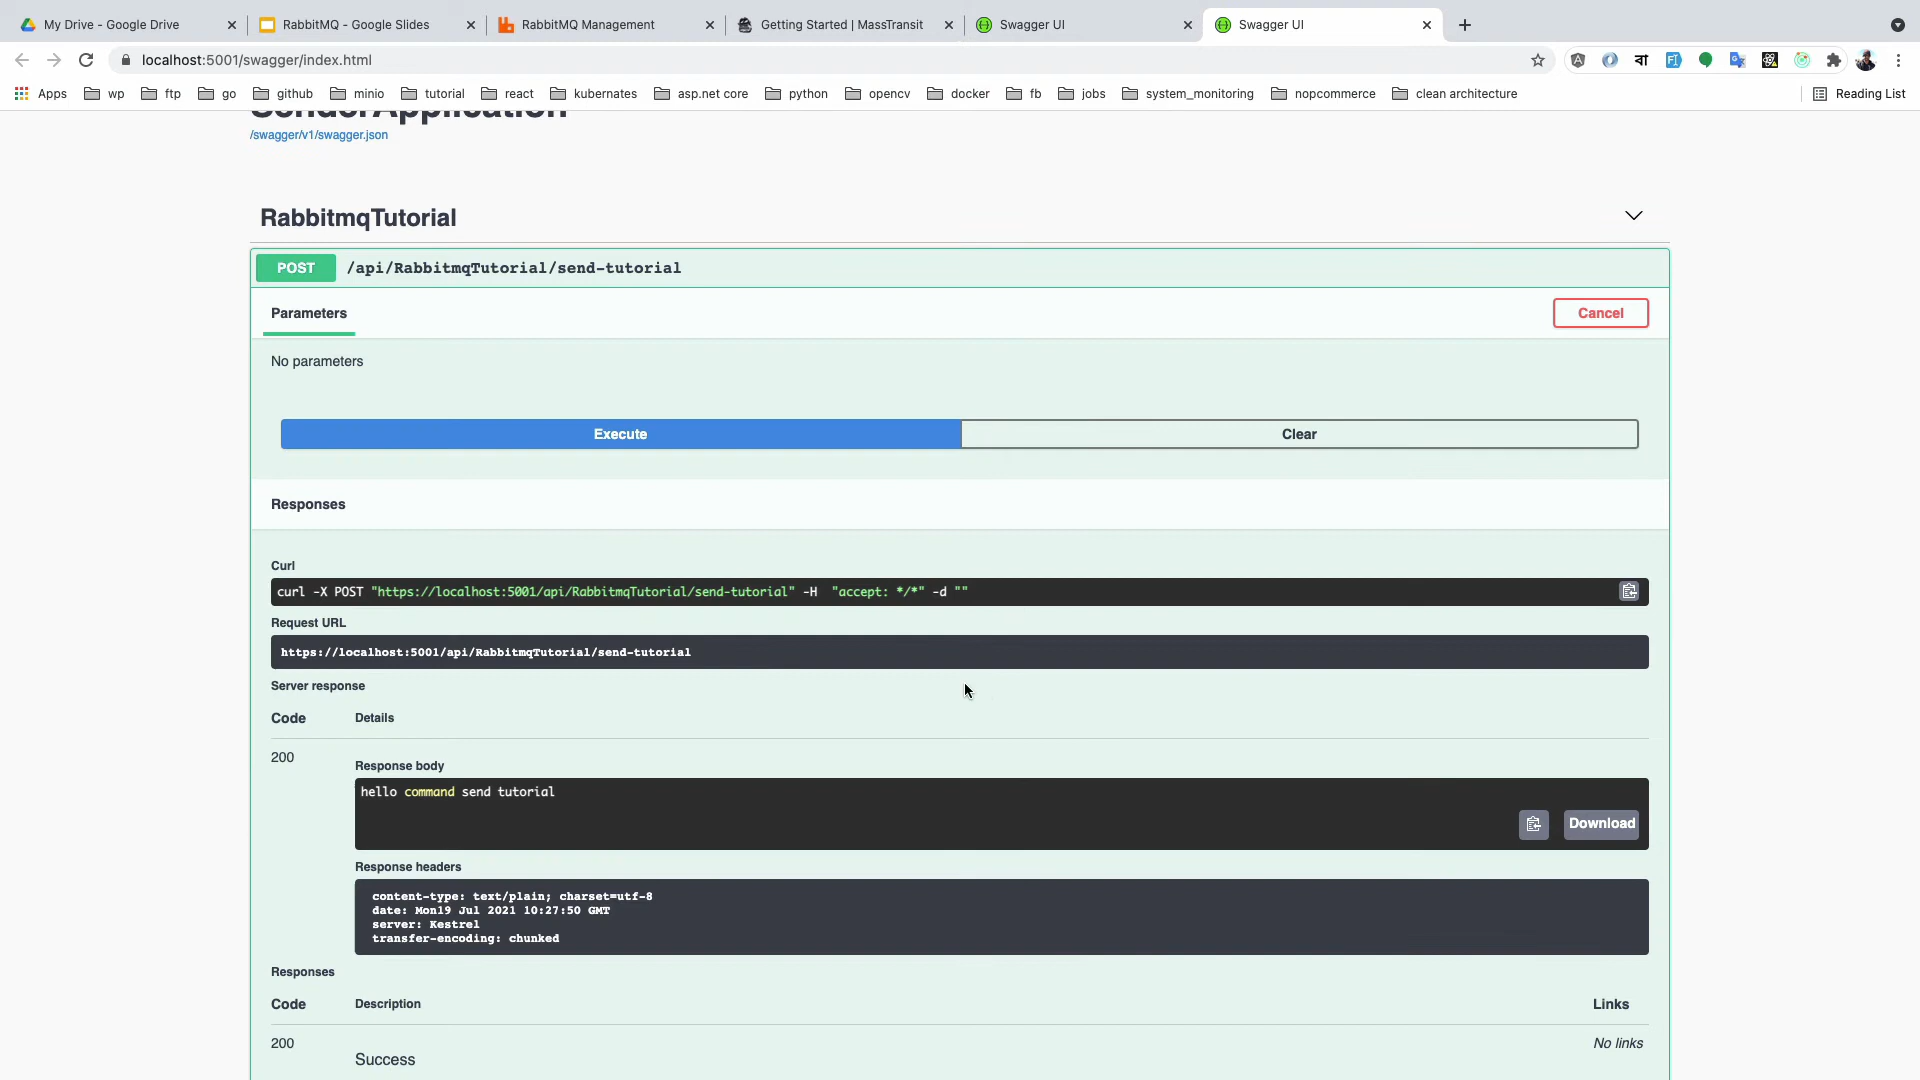 My Drive - Google Drive
RabbitMQ - Google Slides
RabbitMQ Management
Getting Started | MassTransit
Swagger UI
Swagger UI
localhost:5001/swagger/index.html
বা
Apps wp ftp go github minio tutorial react kubernates asp.net core python opencv docker fb jobs system_monitoring nopcommerce clean architecture Reading List
SenderApplication
/swagger/v1/swagger.json
RabbitmqTutorial
POST /api/RabbitmqTutorial/send-tutorial
Parameters Cancel
No parameters
Execute Clear
Responses
Curl
curl -X POST "https://localhost:5001/api/RabbitmqTutorial/send-tutorial" -H  "accept: */*" -d ""
Request URL
https://localhost:5001/api/RabbitmqTutorial/send-tutorial
Server response
Code Details
200
Response body
hello command send tutorial
Download
Response headers
content-type: text/plain; charset=utf-8
date: Mon19 Jul 2021 10:27:50 GMT
server: Kestrel
transfer-encoding: chunked
Responses
Code Description Links
200 No links
Success